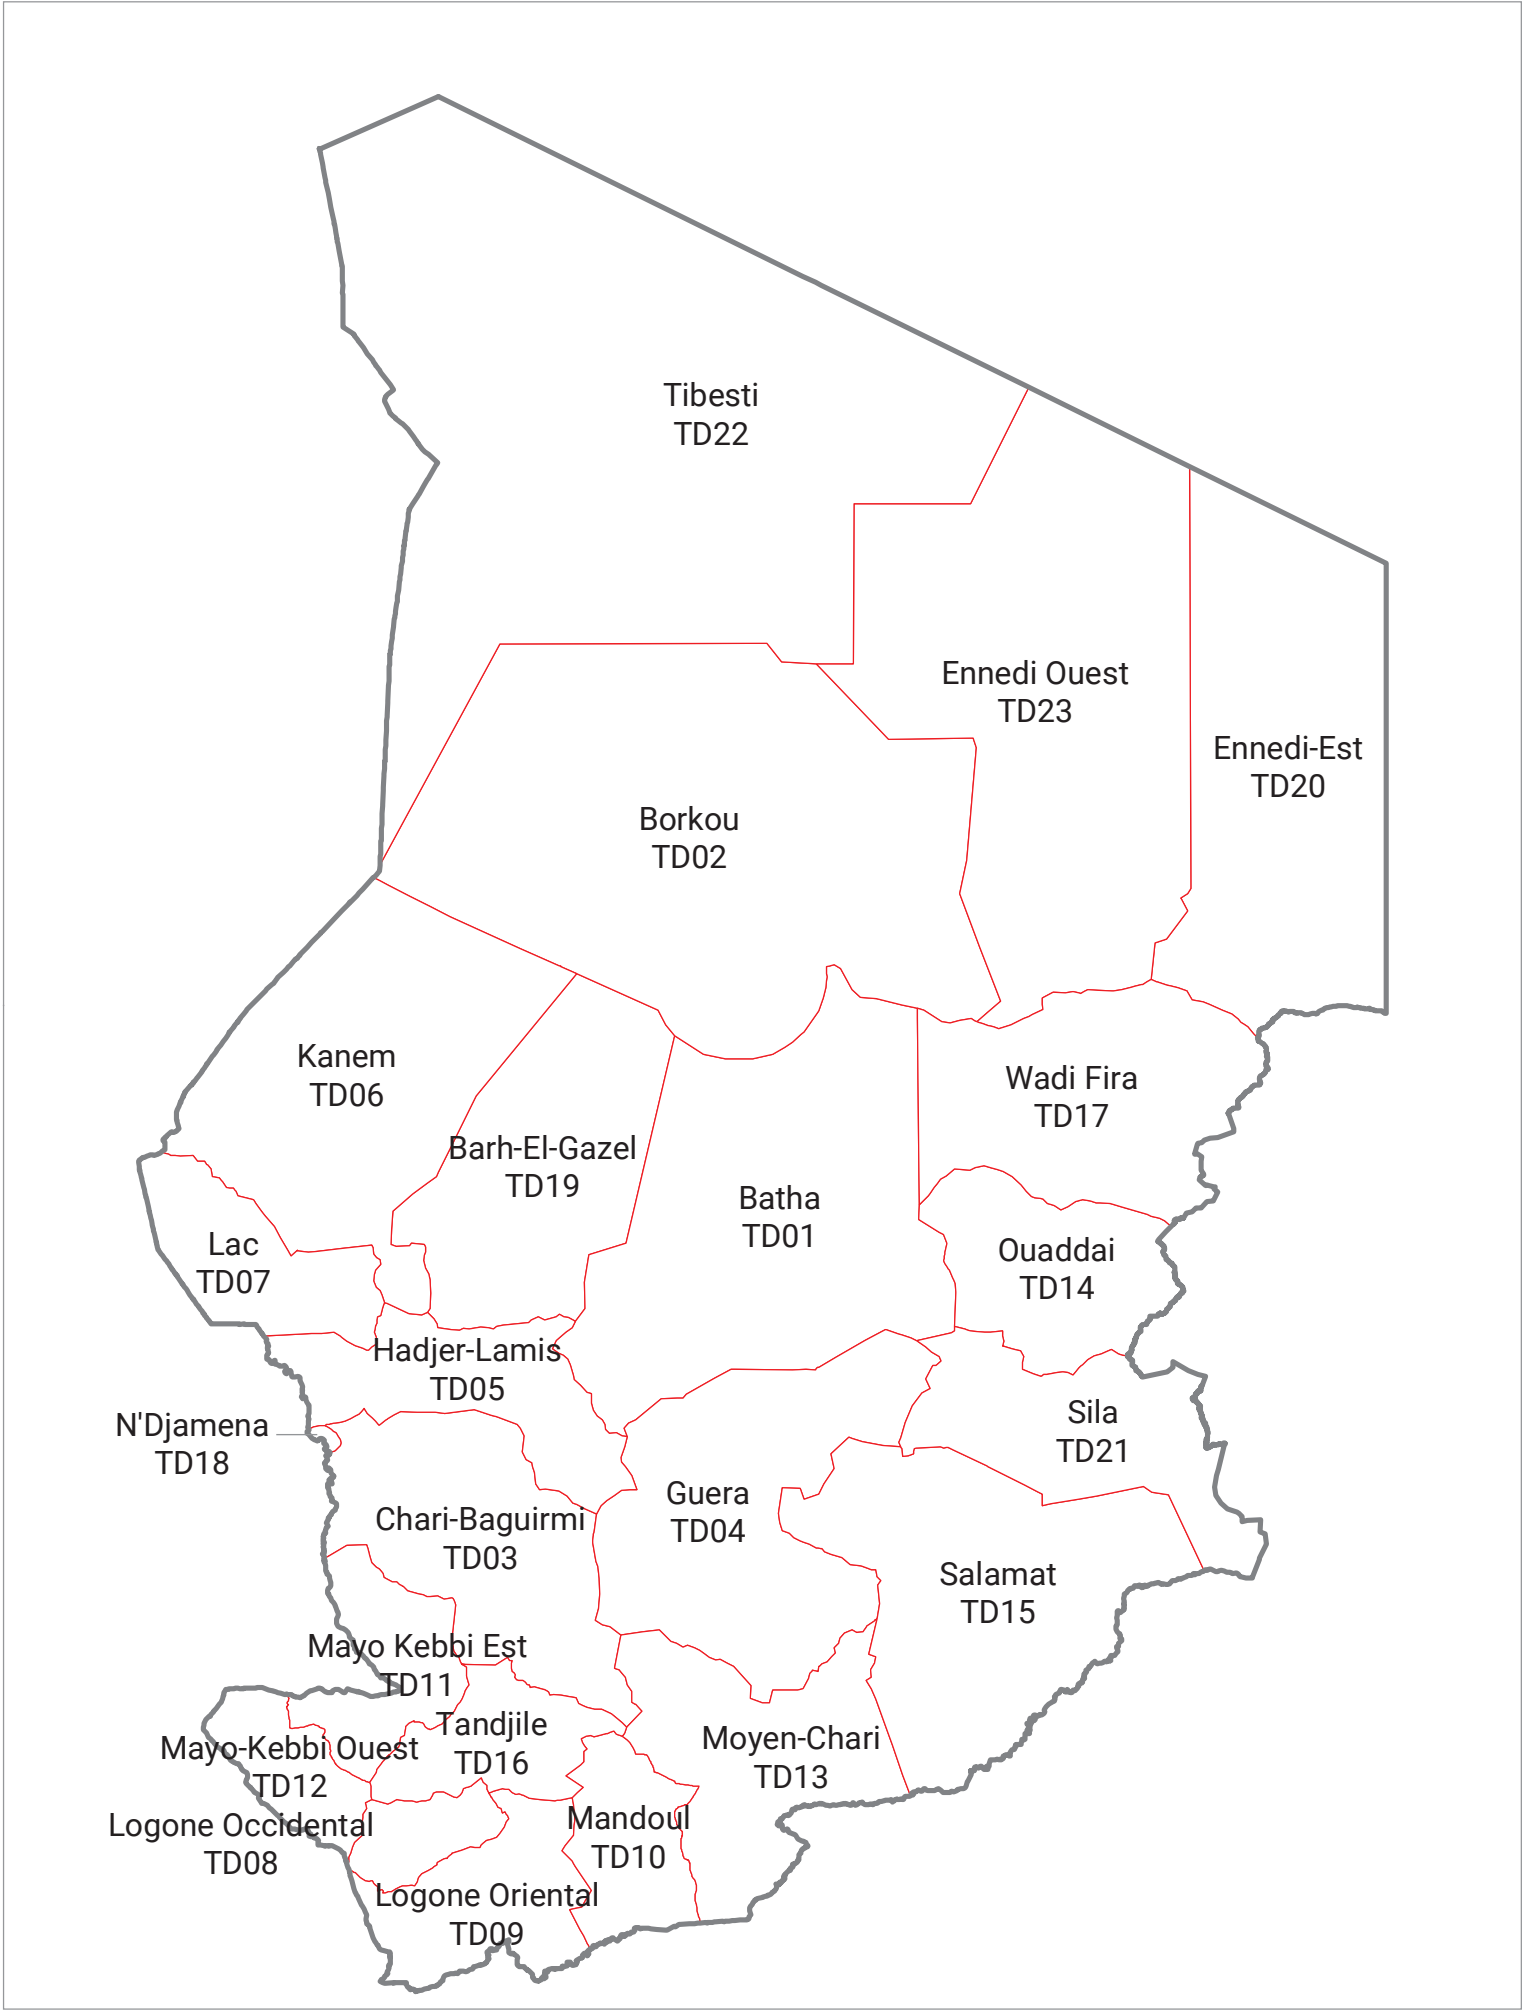 Tibesti
TD22
Ennedi Ouest
TD23
Ennedi-Est
TD20
Borkou
TD02
Kanem
TD06
Wadi Fira
TD17
Barh-El-Gazel
TD19
Batha
TD01
Lac
TD07
Ouaddai
TD14
Hadjer-Lamis
TD05
N'Djamena
TD18
Sila
TD21
Guera
TD04
Chari-Baguirmi
TD03
Salamat
TD15
Mayo Kebbi Est
TD11
Tandjile
TD16
Moyen-Chari
TD13
Mayo-Kebbi Ouest
TD12
Logone Occidental
TD08
Mandoul
TD10
Logone Oriental
TD09